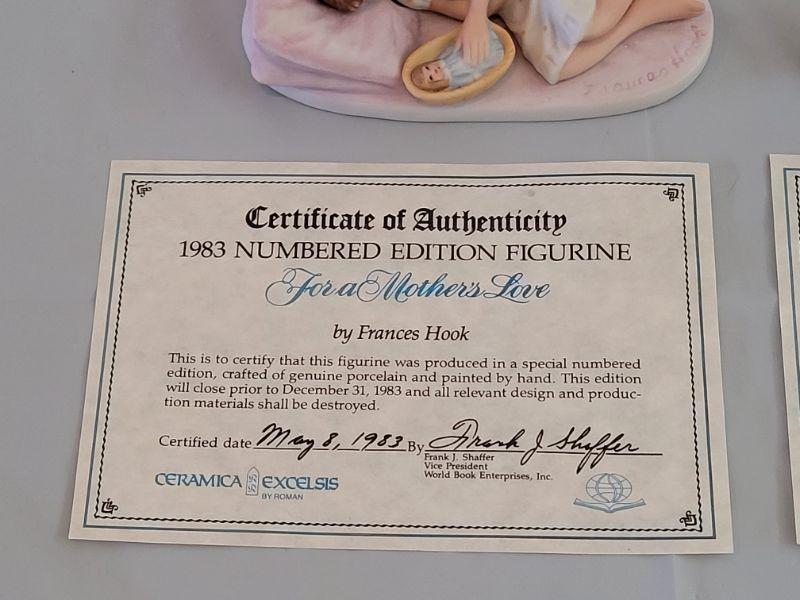 Frances Hook
Certificate of Authenticity
1983 NUMBERED EDITION FIGURINE
For a Mother's Love
by Frances Hook
This is to certify that this figurine was produced in a special numbered
edition, crafted of genuine porcelain and painted by hand. This edition
will close prior to December 31, 1983 and all relevant design and produc-
tion materials shall be destroyed.
Certified date May 8, 1983 By Frank J Shaffer
Frank J. Shaffer
Vice President
World Book Enterprises, Inc.
CERAMICA EXCELSIS
BY ROMAN